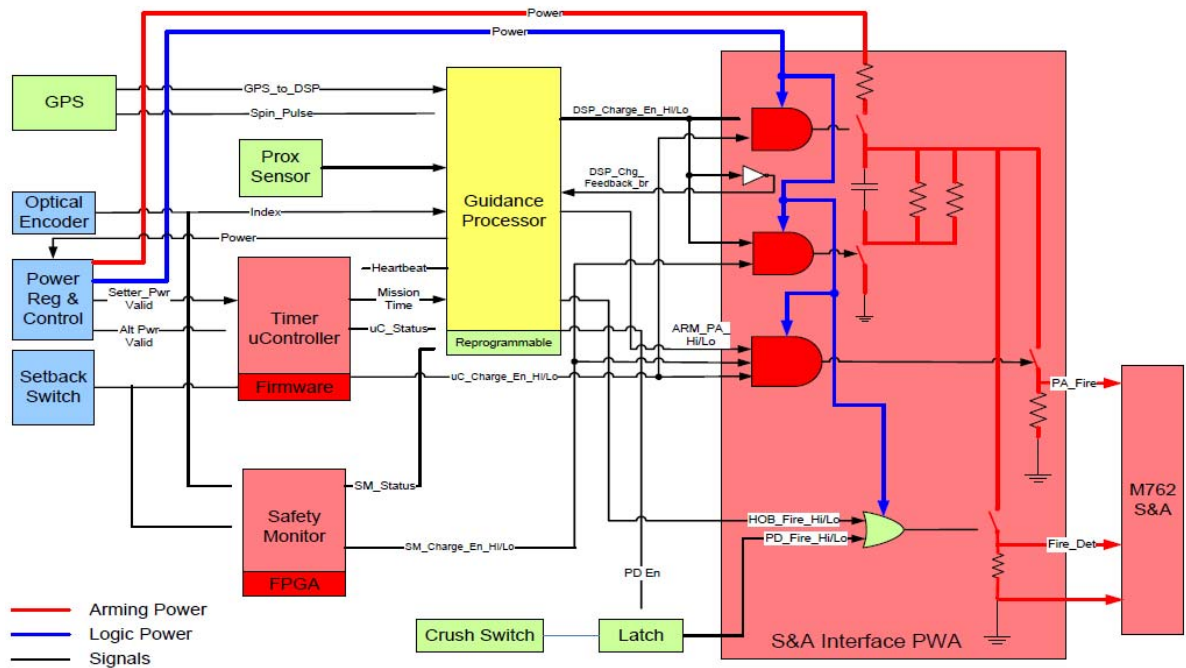 Power
Power
GPS
GPS_to_DSP
Spin_Pulse
DSP_Charge_En_Hi/Lo
Prox
Sensor
DSP_Chg_
Feedback_br
Optical
Encoder
Index
Guidance
Processor
Power
Power
Reg &
Control
Heartbeat
Setter_Pwr
Valid
Mission
Time
Timer
uController
Alt Pwr
Valid
uC_Status
ARM_PA_
Hi/Lo
Reprogrammable
Setback
Switch
Firmware
uC_Charge_En_Hi/Lo
PA_Fire
SM_Status
M762
S&A
Safety
Monitor
HOB_Fire_Hi/Lo
PD_Fire_Hi/Lo
SM_Charge_En_Hi/Lo
Fire_Det
PD En
FPGA
Arming Power
Logic Power
Signals
Crush Switch
Latch
S&A Interface PWA